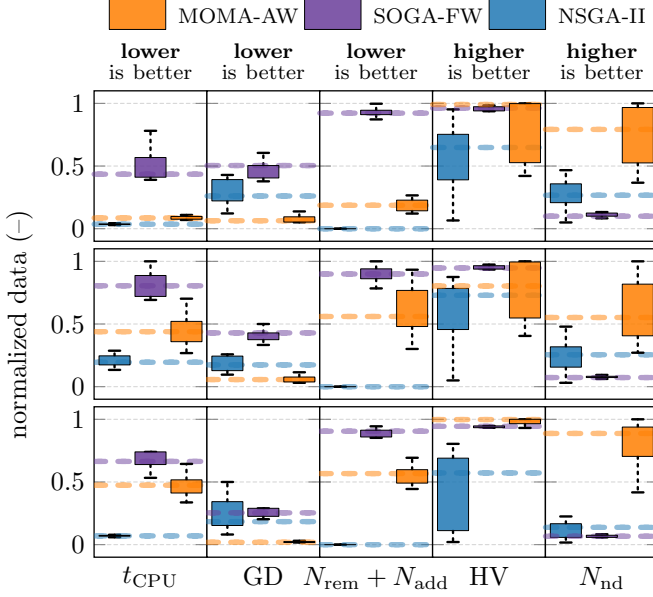 MOMA-AW SOGA-FW NSGA-II
lower lower lower higher higher
is better is better is better is better is better
normalized data (−)
1
0.5
0
1
0.5
0
1
0.5
0
t_CPU GD N_rem + N_add HV N_nd